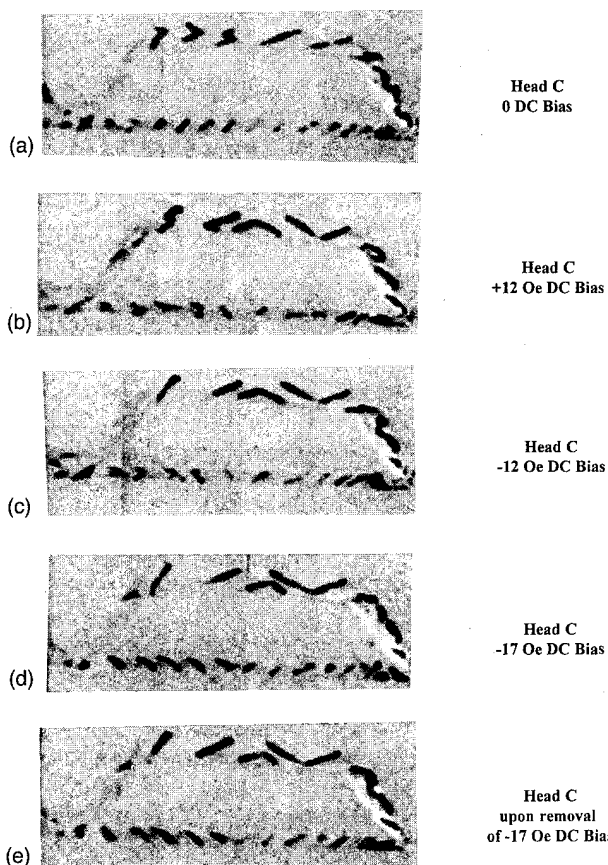 (a)
Head C
0 DC Bias
(b)
Head C
+12 Oe DC Bias
(c)
Head C
-12 Oe DC Bias
(d)
Head C
-17 Oe DC Bias
(e)
Head C
upon removal
of -17 Oe DC Bias